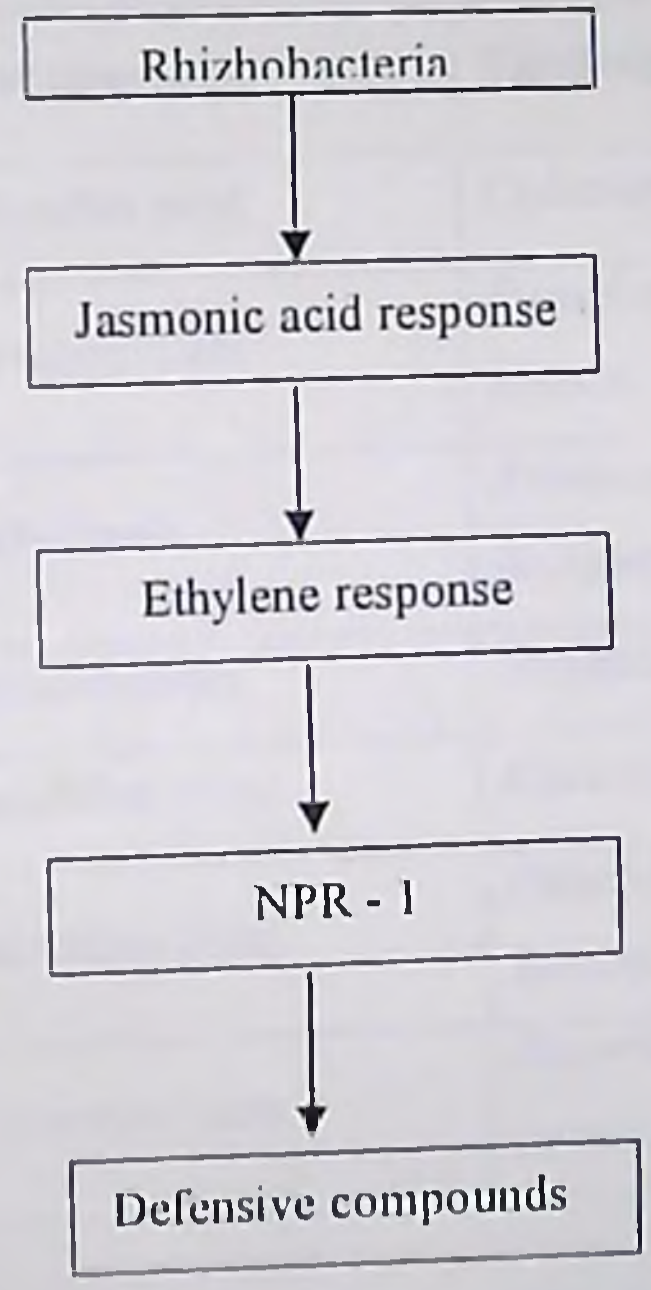 Rhizhobacteria
Jasmonic acid response
Ethylene response
NPR - 1
Defensive compounds